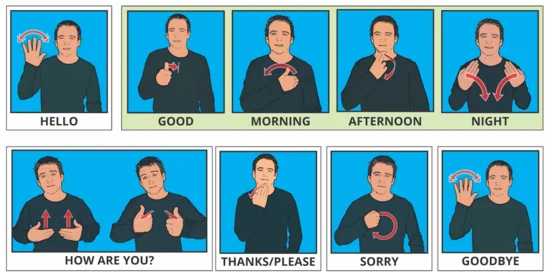 HELLO
GOOD
MORNING
AFTERNOON
NIGHT
HOW ARE YOU?
THANKS/PLEASE
SORRY
GOODBYE